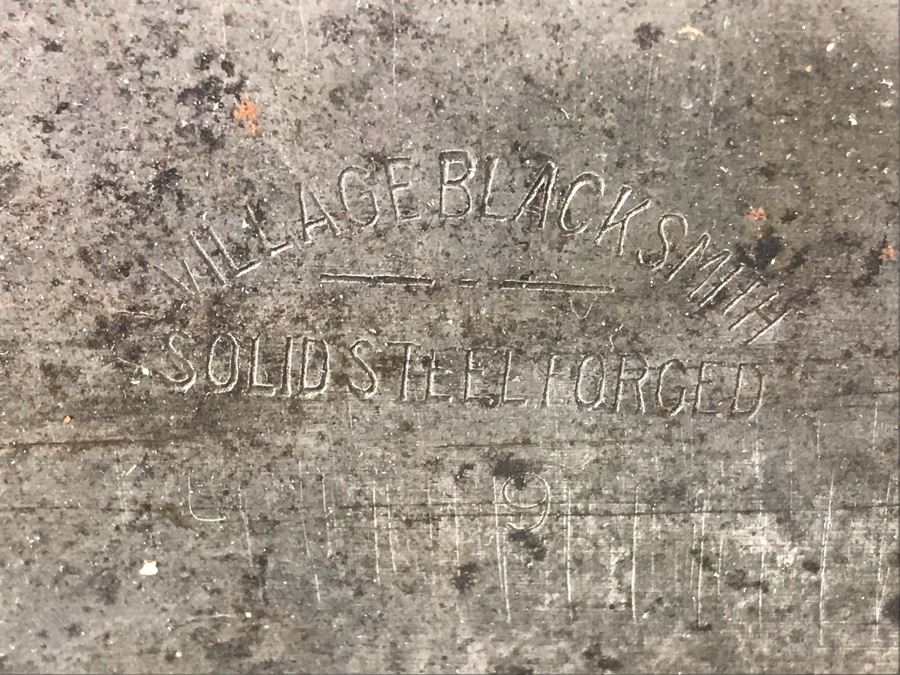 VILLAGE BLACKSMITH
SOLID STEEL FORGED
9